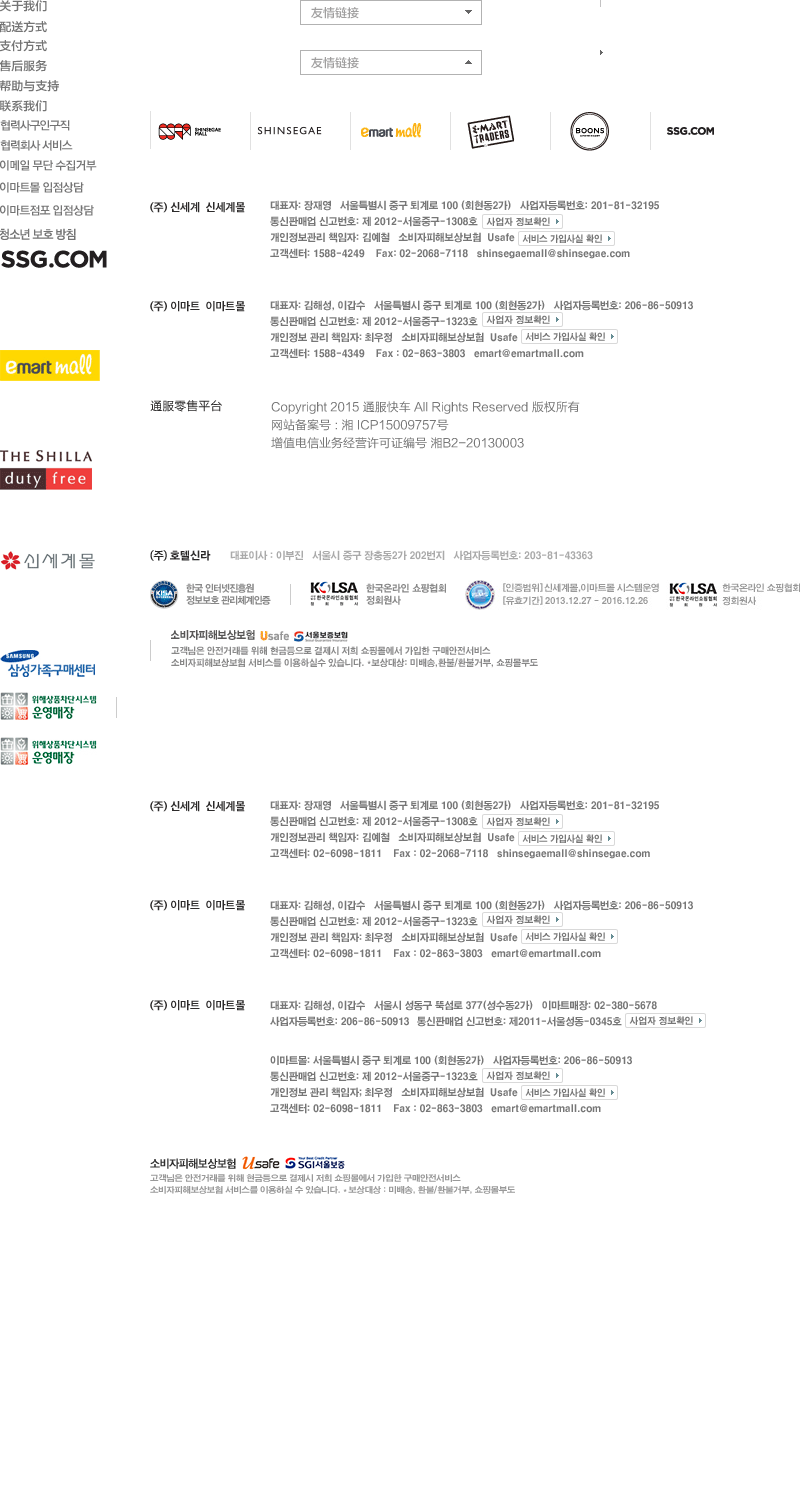 关于我们
配送方式
支付方式
售后服务
帮助与支持
联系我们
협력사구인구직
협력회사 서비스
이메일 무단 수집거부
이마트몰 입점상담
이마트점포 입점상담
청소년 보호 방침
SSG.COM
emart mall
THE SHILLA
duty free
신세계몰
SAMSUNG
삼성가족구매센터
위해상품차단시스템
운영매장
위해상품차단시스템
운영매장
友情链接
友情链接
SSG SHINSEGAE MALL
SHINSEGAE
emart mall
E·MART TRADERS
BOONS
SSG.COM
(주) 신세계 신세계몰
대표자: 장재영 서울특별시 중구 퇴계로 100 (회현동2가) 사업자등록번호: 201-81-32195
통신판매업 신고번호: 제 2012-서울중구-1308호 사업자 정보확인
개인정보관리 책임자: 김예철 소비자피해보상보험 Usafe 서비스 가입사실 확인
고객센터: 1588-4249 Fax: 02-2068-7118 shinsegaemall@shinsegae.com
(주) 이마트 이마트몰
대표자: 김해성, 이갑수 서울특별시 중구 퇴계로 100 (회현동2가) 사업자등록번호: 206-86-50913
통신판매업 신고번호: 제 2012-서울중구-1323호 사업자 정보확인
개인정보 관리 책임자: 최우정 소비자피해보상보험 Usafe 서비스 가입사실 확인
고객센터: 1588-4349 Fax : 02-863-3803 emart@emartmall.com
通服零售平台
Copyright 2015 通服快车 All Rights Reserved 版权所有
网站备案号 : 湘 ICP15009757号
增值电信业务经营许可证编号 湘B2-20130003
(주) 호텔신라
대표이사 : 이부진 서울시 중구 장충동2가 202번지 사업자등록번호: 203-81-43363
KISA
한국 인터넷진흥원
정보보호 관리체계인증
KOLSA
한국온라인쇼핑협회
한국온라인 쇼핑협회
정회원사
[인증범위] 신세계몰,이마트몰 시스템운영
[유효기간] 2013.12.27 - 2016.12.26
KOLSA
한국온라인쇼핑협회
한국온라인 쇼핑협회
정회원사
소비자피해보상보험 Usafe 서울보증보험
고객님은 안전거래를 위해 현금등으로 결제시 저희 쇼핑몰에서 가입한 구매안전서비스
소비자피해보상보험 서비스를 이용하실수 있습니다. •보상대상: 미배송,환불/환불거부, 쇼핑몰부도
(주) 신세계 신세계몰
대표자: 장재영 서울특별시 중구 퇴계로 100 (회현동2가) 사업자등록번호: 201-81-32195
통신판매업 신고번호: 제 2012-서울중구-1308호 사업자 정보확인
개인정보관리 책임자: 김예철 소비자피해보상보험 Usafe 서비스 가입사실 확인
고객센터: 02-6098-1811 Fax : 02-2068-7118 shinsegaemall@shinsegae.com
(주) 이마트 이마트몰
대표자: 김해성, 이갑수 서울특별시 중구 퇴계로 100 (회현동2가) 사업자등록번호: 206-86-50913
통신판매업 신고번호: 제 2012-서울중구-1323호 사업자 정보확인
개인정보 관리 책임자: 최우정 소비자피해보상보험 Usafe 서비스 가입사실 확인
고객센터: 02-6098-1811 Fax : 02-863-3803 emart@emartmall.com
(주) 이마트 이마트몰
대표자: 김해성, 이갑수 서울시 성동구 뚝섬로 377(성수동2가) 이마트매장: 02-380-5678
사업자등록번호: 206-86-50913 통신판매업 신고번호: 제2011-서울성동-0345호 사업자 정보확인
이마트몰: 서울특별시 중구 퇴계로 100 (회현동2가) 사업자등록번호: 206-86-50913
통신판매업 신고번호: 제 2012-서울중구-1323호 사업자 정보확인
개인정보 관리 책임자; 최우정 소비자피해보상보험 Usafe 서비스 가입사실 확인
고객센터: 02-6098-1811 Fax : 02-863-3803 emart@emartmall.com
소비자피해보상보험 Usafe SGI서울보증
고객님은 안전거래를 위해 현금등으로 결제시 저희 쇼핑몰에서 가입한 구매안전서비스
소비자피해보상보험 서비스를 이용하실 수 있습니다. • 보상대상 : 미배송, 환불/환불거부, 쇼핑몰부도